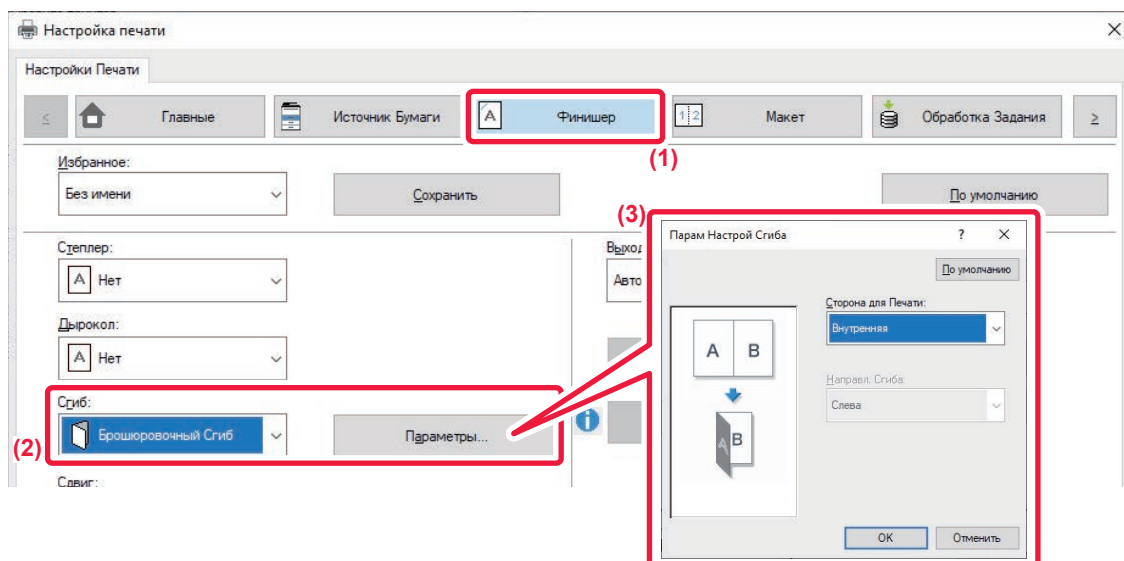 Настройка печати
Настройки Печати
≤ Главные Источник Бумаги A Финишер 1 2 Макет Обработка Задания ≥
(1)
Избранное:
Без имени Сохранить По умолчанию
(3)
Парам Настрой Сгиба ? ×
По умолчанию
Степлер:
A Нет
Дырокол:
A Нет
Сгиб:
(2) Брошюровочный Сгиб Параметры...
Сдвиг:
Сторона для Печати:
Внутренняя
A B
Направл. Сгиба:
Слева
A B
OK Отменить